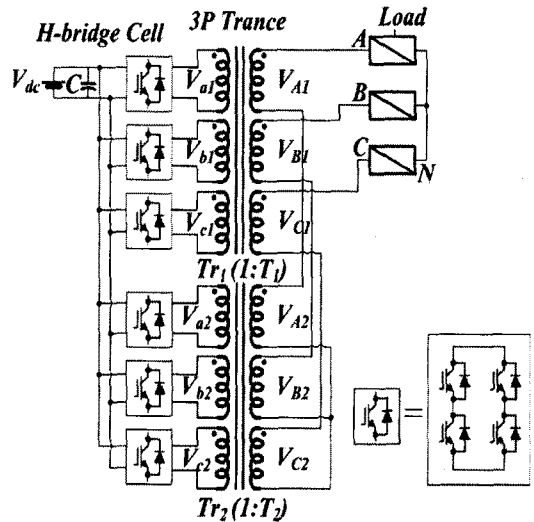 H-bridge Cell
3P Trance
Load
V_dc
C
V_a1
V_A1
A
V_b1
V_B1
B
V_c1
V_C1
C
N
Tr_1 (1:T_1)
V_a2
V_A2
V_b2
V_B2
=
V_c2
V_C2
Tr_2 (1:T_2)